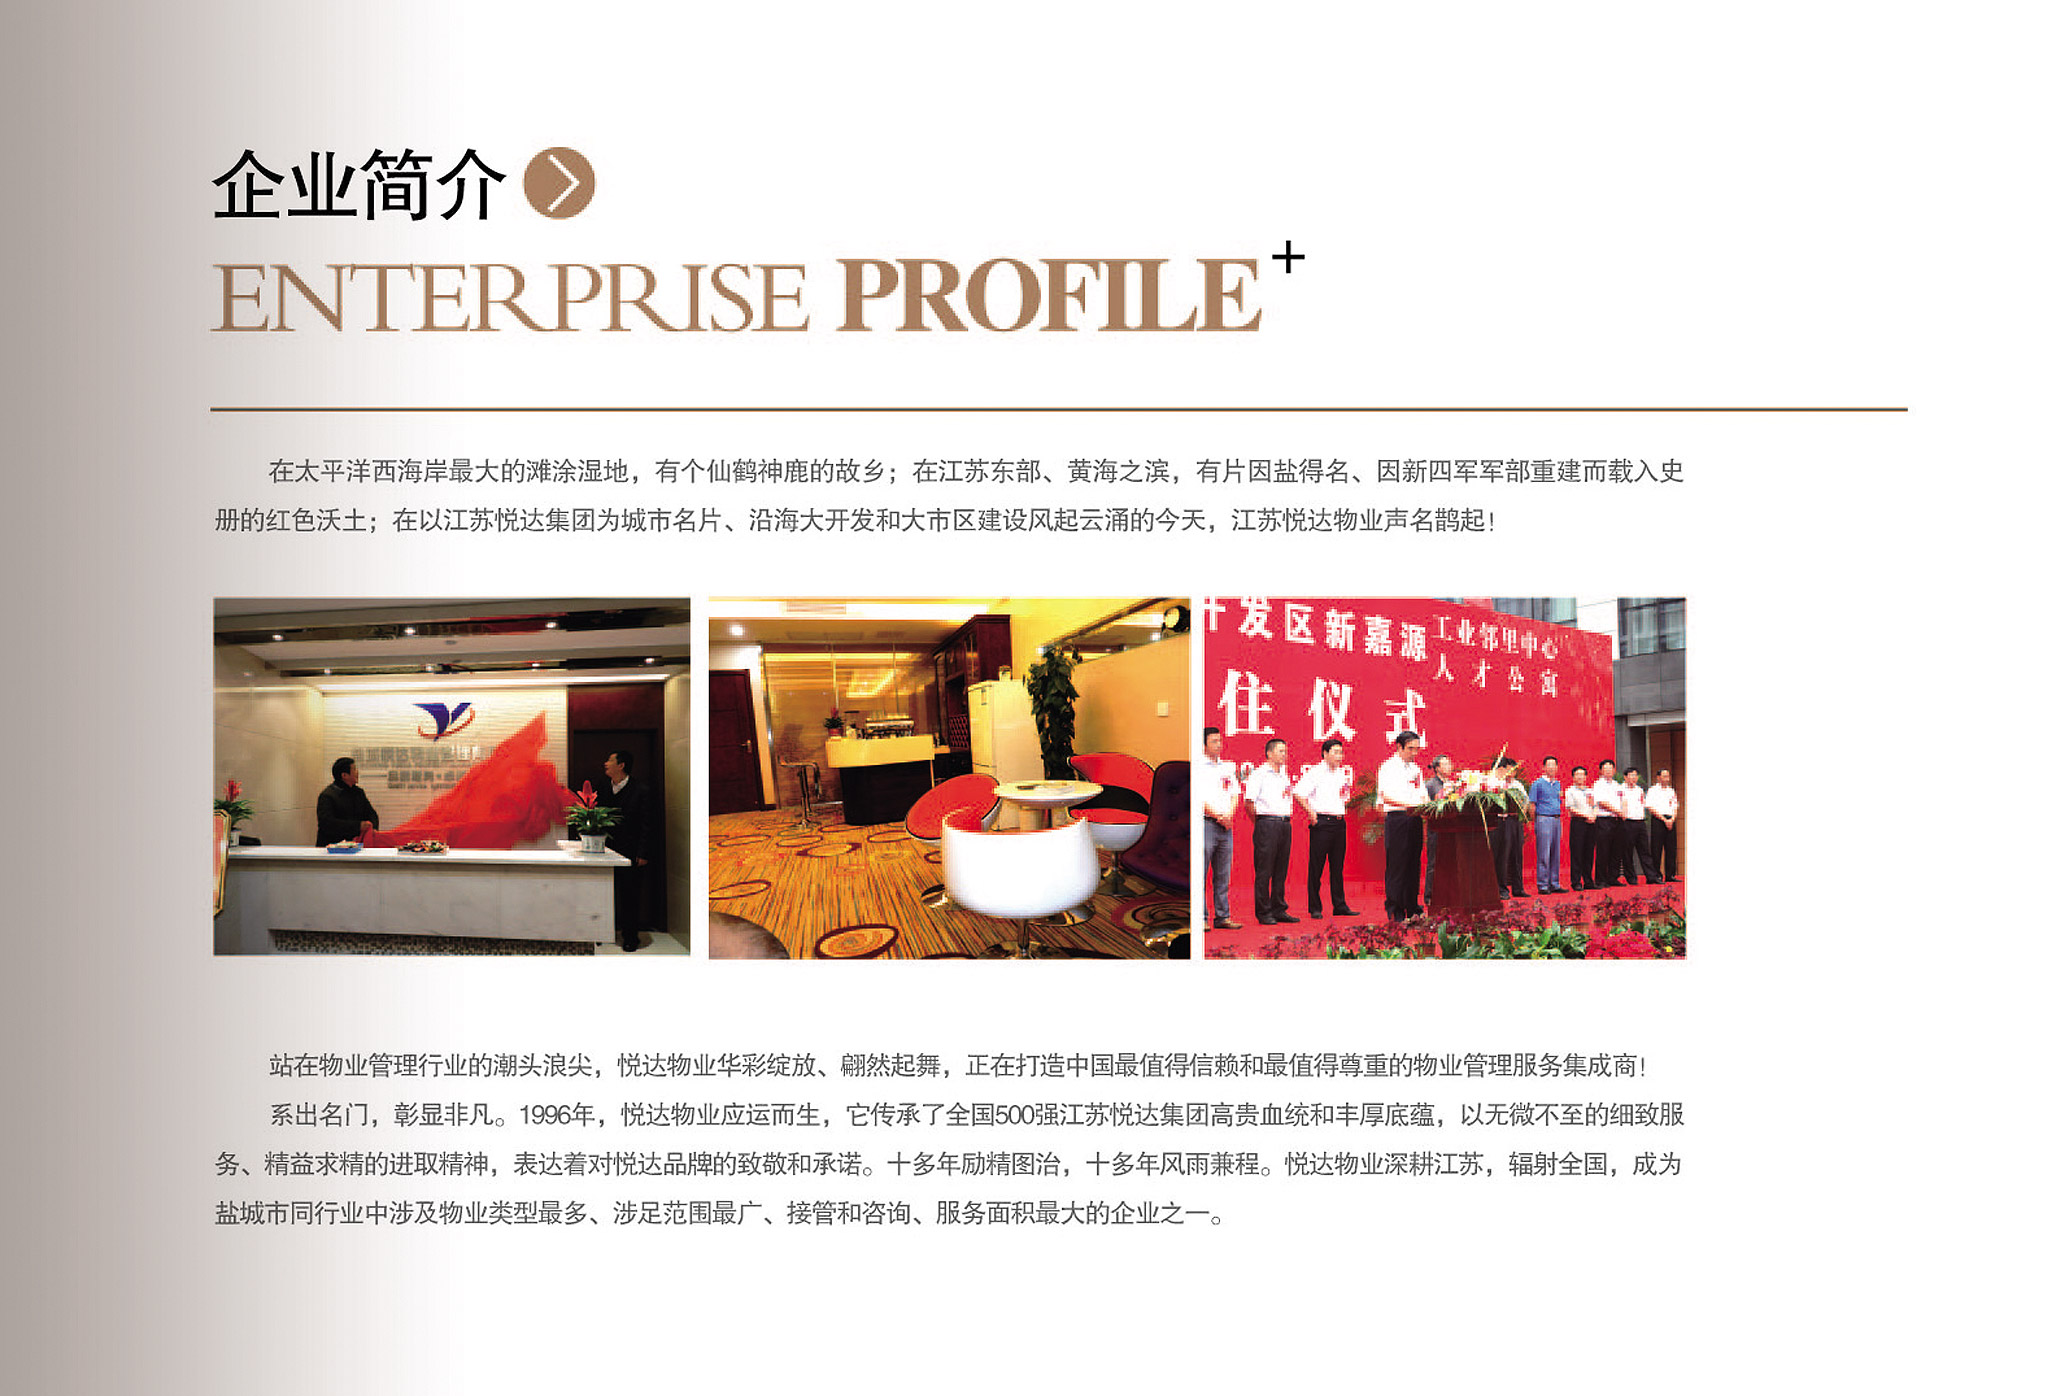 企业简介
ENTERPRISE PROFILE+
在太平洋西海岸最大的滩涂湿地，有个仙鹤神鹿的故乡；在江苏东部、黄海之滨，有片因盐得名、因新四军军部重建而载入史
册的红色沃土；在以江苏悦达集团为城市名片、沿海大开发和大市区建设风起云涌的今天，江苏悦达物业声名鹊起！
开发区新嘉源
工业邻里中心
人才公寓
住仪式
站在物业管理行业的潮头浪尖，悦达物业华彩绽放、翩然起舞，正在打造中国最值得信赖和最值得尊重的物业管理服务集成商！
系出名门，彰显非凡。1996年，悦达物业应运而生，它传承了全国500强江苏悦达集团高贵血统和丰厚底蕴，以无微不至的细致服
务、精益求精的进取精神，表达着对悦达品牌的致敬和承诺。十多年励精图治，十多年风雨兼程。悦达物业深耕江苏，辐射全国，成为
盐城市同行业中涉及物业类型最多、涉足范围最广、接管和咨询、服务面积最大的企业之一。